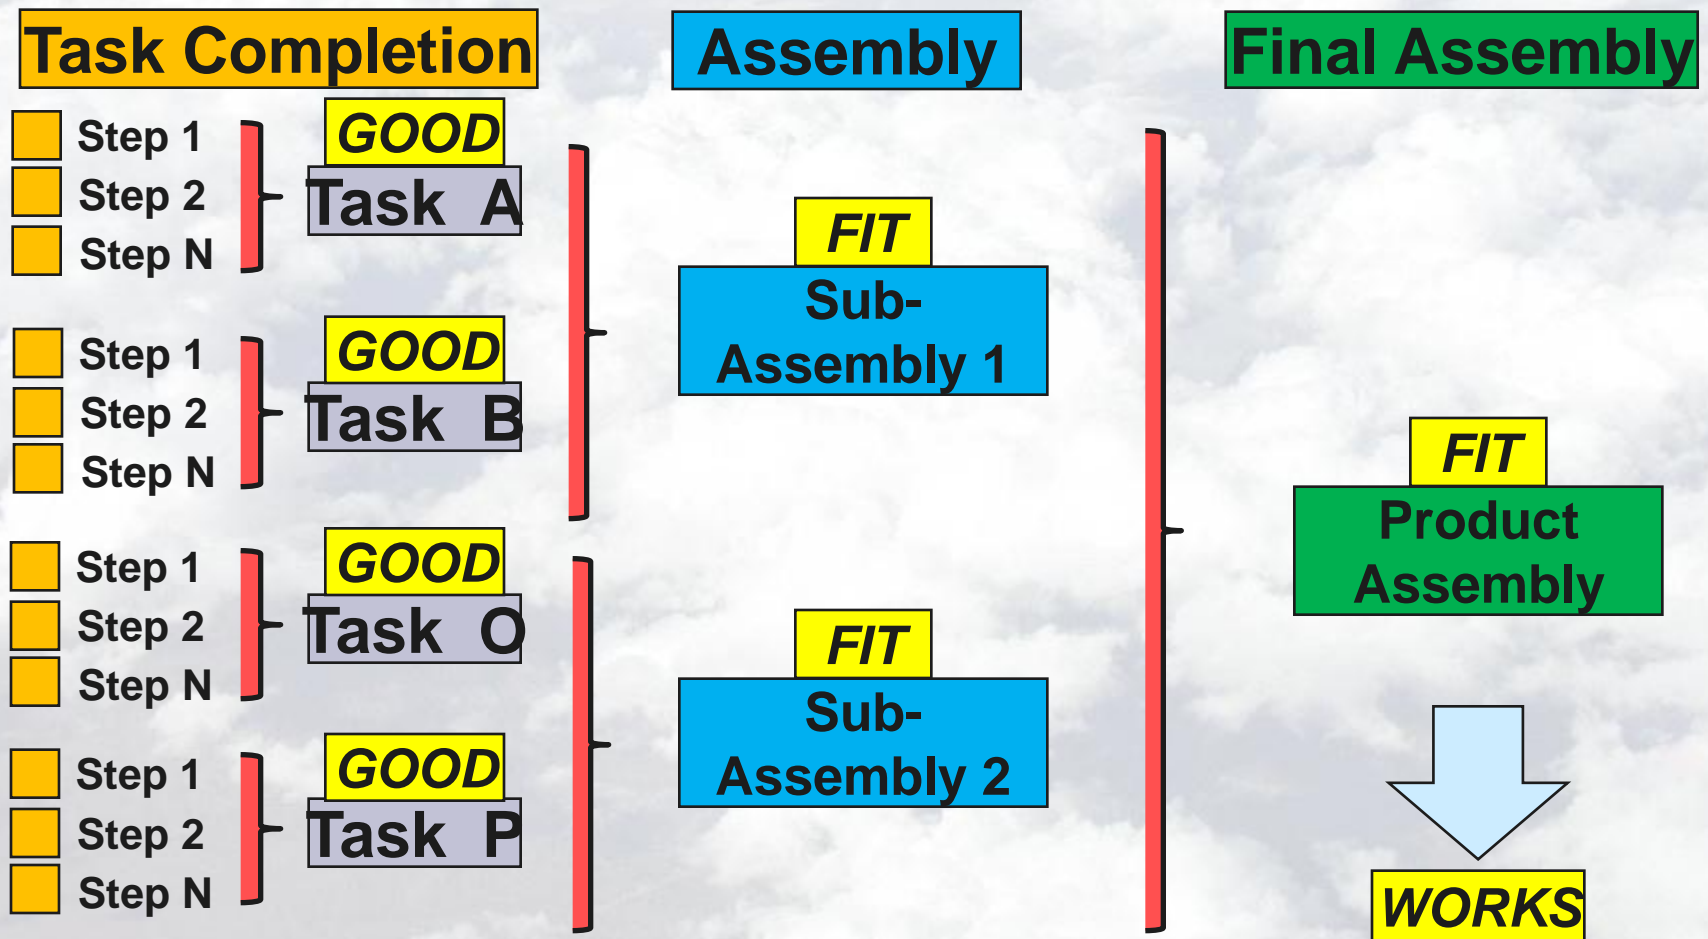 Task Completion
Assembly
Final Assembly
Step 1
Step 2
Step N
GOOD
Task A
Step 1
Step 2
Step N
GOOD
Task B
Step 1
Step 2
Step N
GOOD
Task O
Step 1
Step 2
Step N
GOOD
Task P
FIT
Sub-
Assembly 1
FIT
Sub-
Assembly 2
FIT
Product
Assembly
WORKS